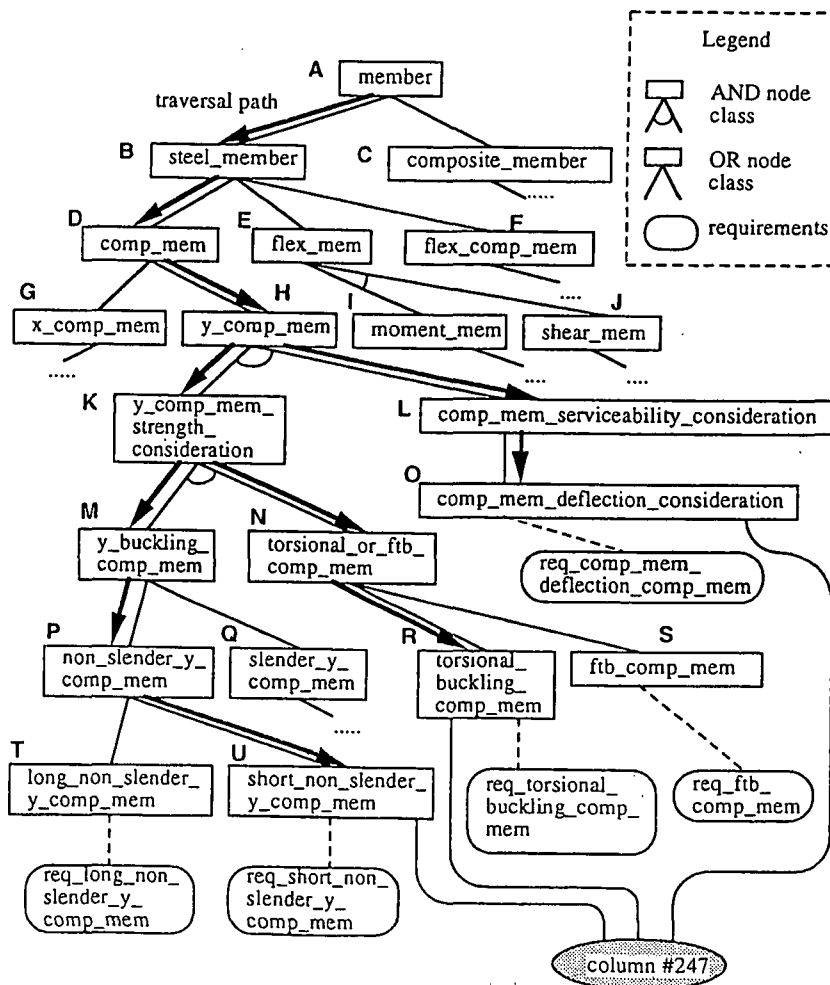 Legend
AND node
class
OR node
class
requirements
A
member
traversal path
B
steel_member
C
composite_member
.....
D
comp_mem
E
flex_mem
F
flex_comp_mem
....
G
x_comp_mem
.....
H
y_comp_mem
I
moment_mem
....
J
shear_mem
....
K
y_comp_mem_
strength_
consideration
L
comp_mem_serviceability_consideration
O
comp_mem_deflection_consideration
req_comp_mem_
deflection_comp_mem
M
y_buckling_
comp_mem
N
torsional_or_ftb_
comp_mem
P
non_slender_y_
comp_mem
Q
slender_y_
comp_mem
.....
R
torsional_
buckling_
comp_mem
S
ftb_comp_mem
T
long_non_slender_
y_comp_mem
U
short_non_slender_
y_comp_mem
req_torsional_
buckling_comp_
mem
req_ftb_
comp_mem
req_long_non_
slender_y_
comp_mem
req_short_non_
slender_y_
comp_mem
column #247